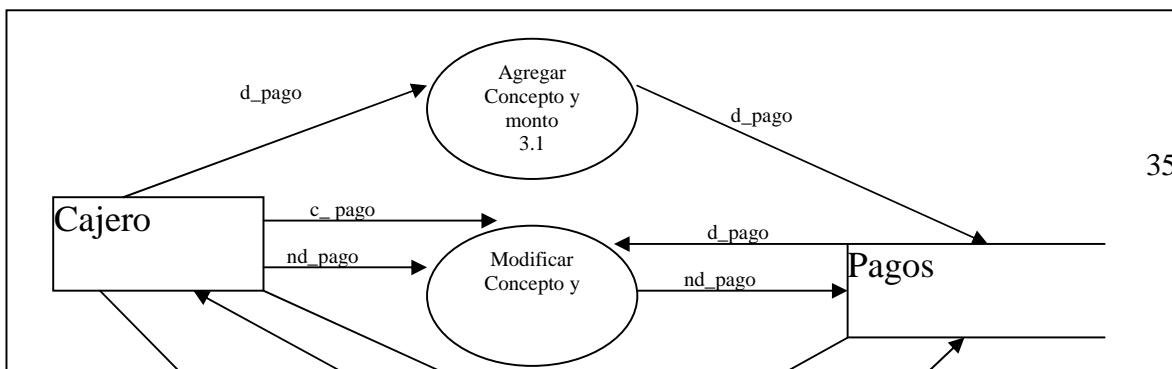 Agregar
Concepto y
monto
3.1
d_pago
d_pago
35
Cajero
c_ pago
d_pago
nd_pago
Modificar
Concepto y
nd_pago
Pagos